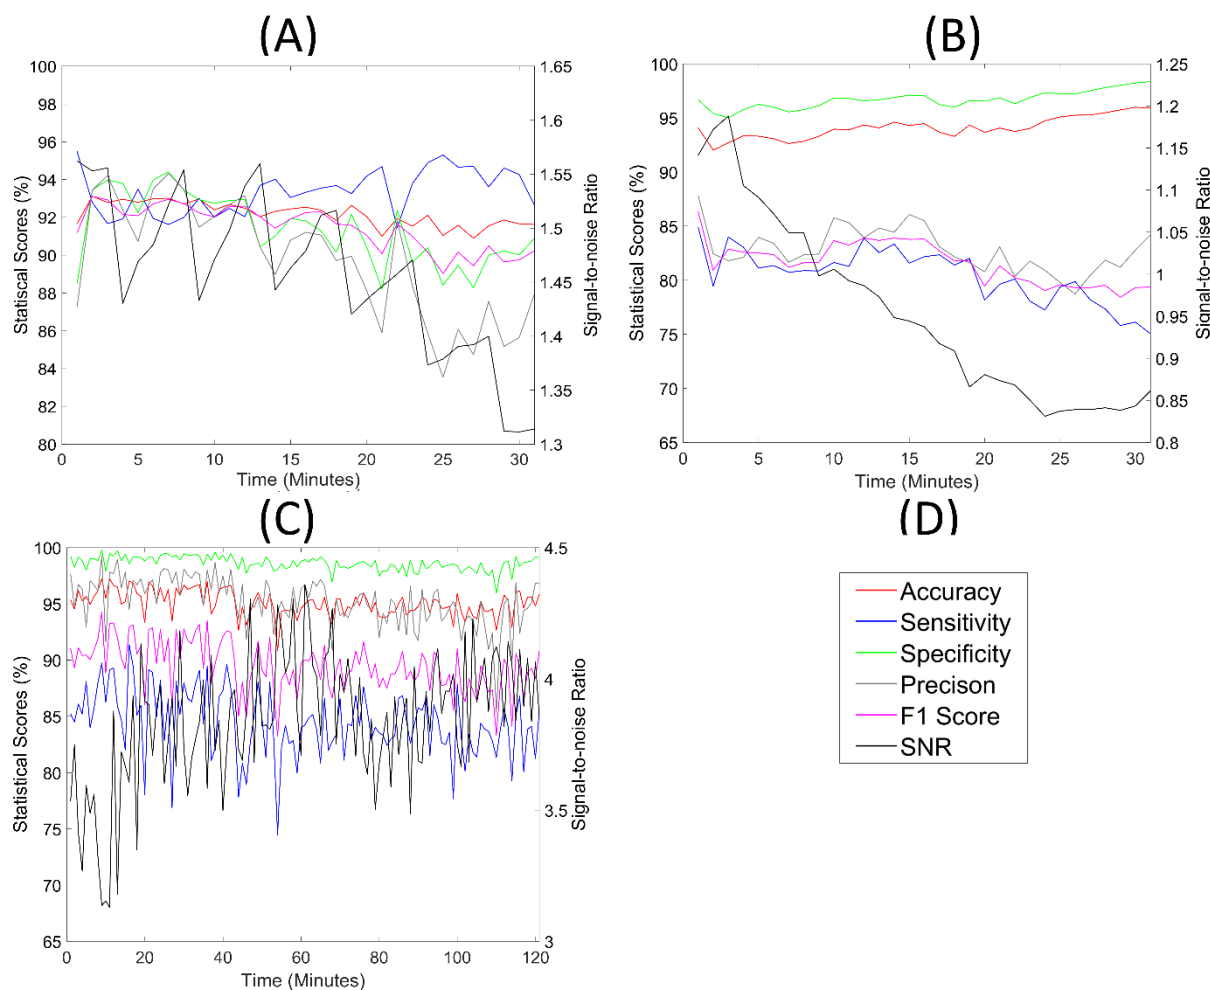 (A)
100
98
96
94
92
90
88
86
84
82
80
Statiscal Scores (%)
1.65
1.6
1.55
1.5
1.45
1.4
1.35
1.3
Signal-to-noise Ratio
0 5 10 15 20 25 30
Time (Minutes)
(B)
100
95
90
85
80
75
70
65
Statistical Scores (%)
1.25
1.2
1.15
1.1
1.05
1
0.95
0.9
0.85
0.8
Signal-to-noise Ratio
0 5 10 15 20 25 30
Time (Minutes)
(C)
100
95
90
85
80
75
70
65
Statistical Scores (%)
4.5
4
3.5
3
Signal-to-noise Ratio
0 20 40 60 80 100 120
Time (Minutes)
(D)
Accuracy
Sensitivity
Specificity
Precison
F1 Score
SNR